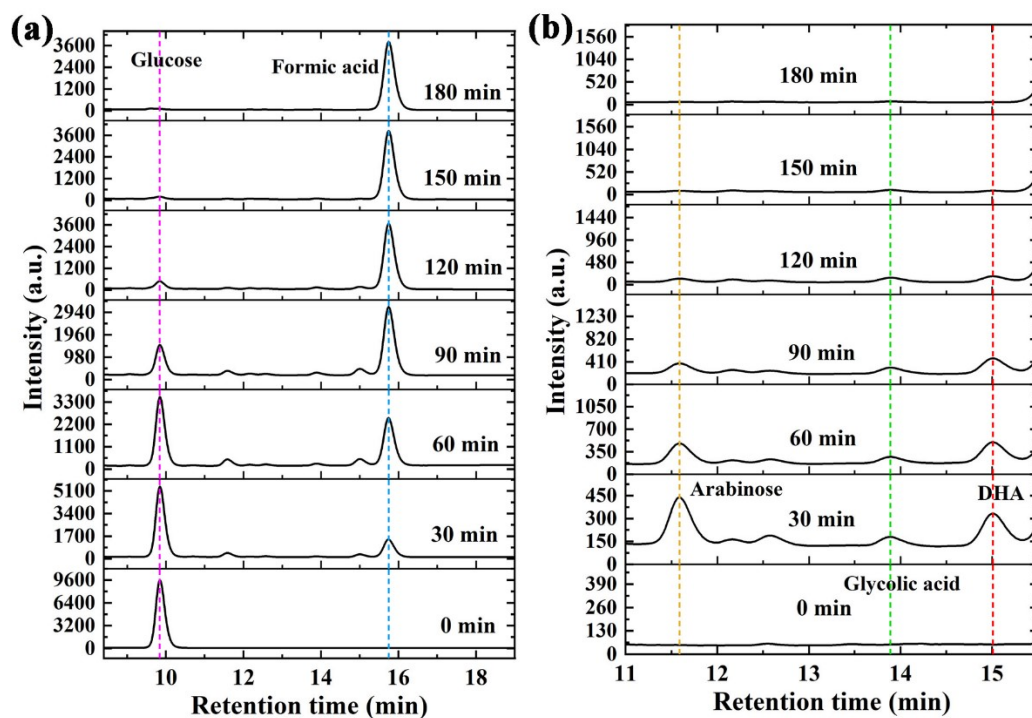 (a)
Intensity (a.u.)
Glucose
Formic acid
3600
2400
1200
0
180 min
3600
2400
1200
0
150 min
3600
2400
1200
0
120 min
2940
1960
980
0
90 min
3300
2200
1100
0
60 min
5100
3400
1700
0
30 min
9600
6400
3200
0
0 min
10 12 14 16 18
Retention time (min)
(b)
Intensity (a.u.)
1560
1040
520
0
180 min
1560
1040
520
0
150 min
1440
960
480
0
120 min
1230
820
410
0
90 min
1050
700
350
0
60 min
450
300
150
0
Arabinose
DHA
30 min
390
260
130
0
Glycolic acid
0 min
11 12 13 14 15
Retention time (min)